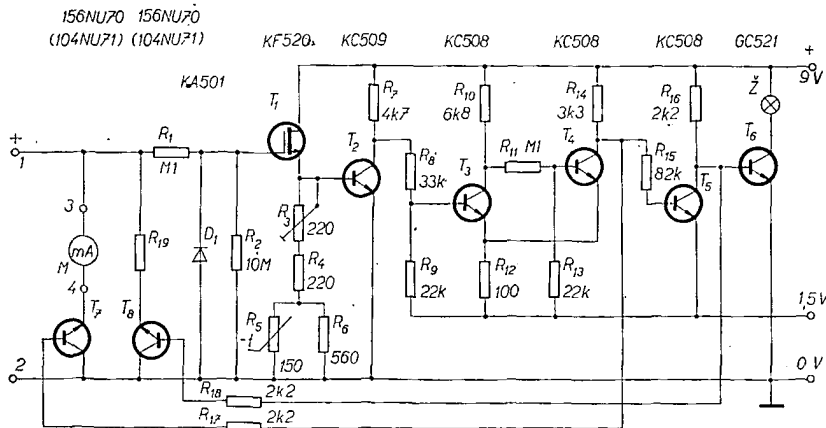 156NU70 156NU70
(104NU71) (104NU71)
KF520 KC509 KC508 KC508 KC508 GC521
KA501
+
9V
R7
4k7
R10
6k8
R14
3k3
R16
2k2
Ž
T1
T2
T3
T4
T5
T6
+
1
R1
M1
R8
33k
R11 M1
R15
82k
3
mA
M
4
R19
D1
R2
10M
R3
220
R4
220
R9
22k
R12
100
R13
22k
1,5V
T7
T8
R5
-t
150
R6
560
2
0V
R18
2k2
R17
2k2